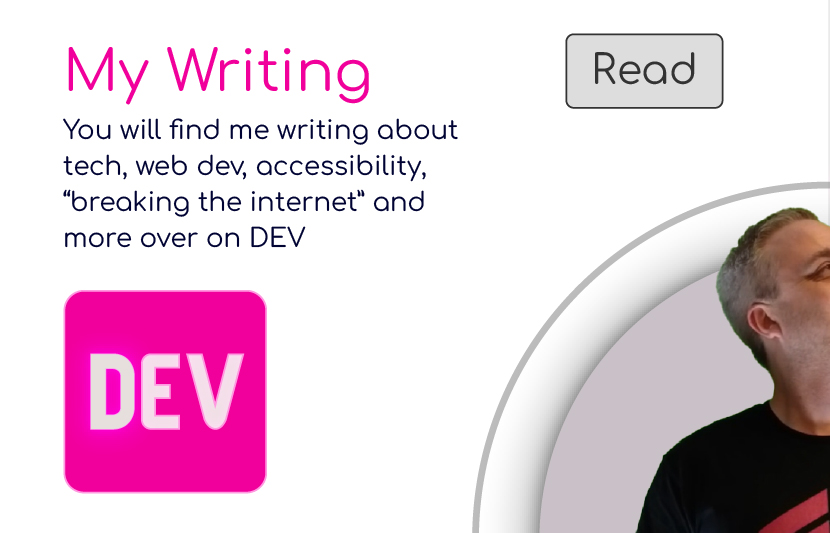 My Writing
Read
You will find me writing about
tech, web dev, accessibility,
“breaking the internet” and
more over on DEV
DEV